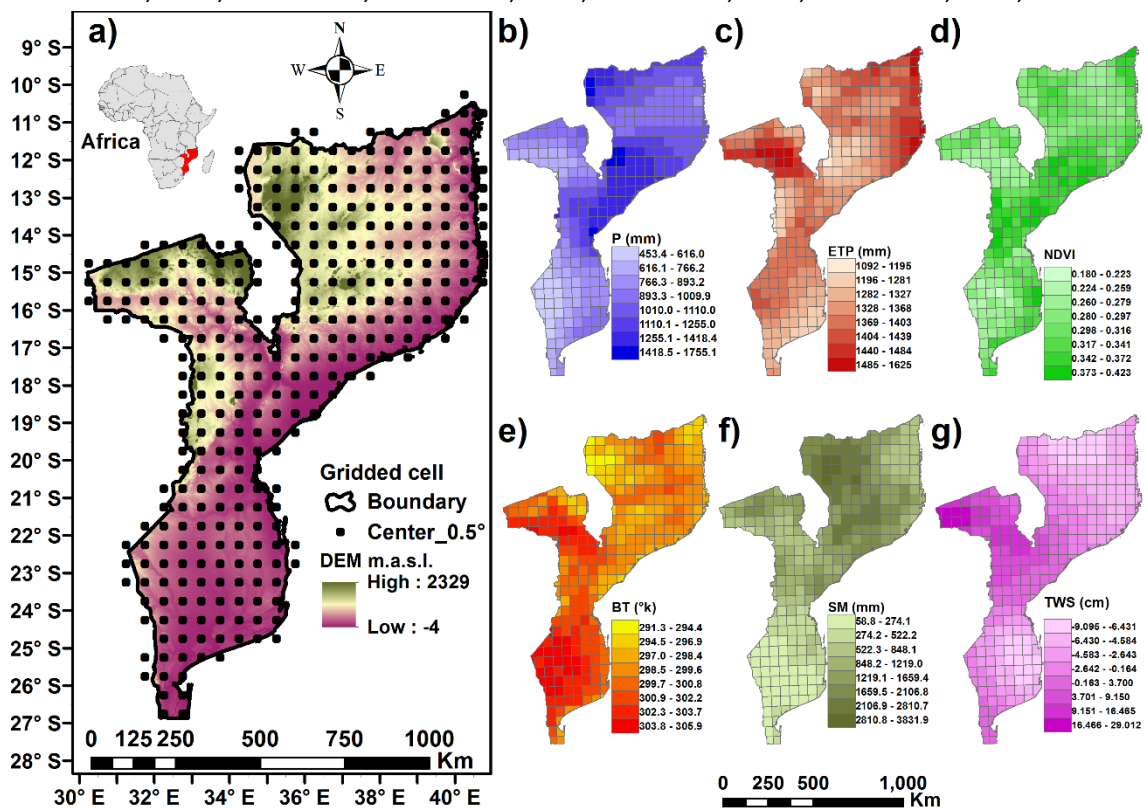 a)
N
W E
S
Africa
9° S
10° S
11° S
12° S
13° S
14° S
15° S
16° S
17° S
18° S
19° S
20° S
21° S
22° S
23° S
24° S
25° S
26° S
27° S
28° S
Gridded cell
Boundary
Center_0.5°
DEM m.a.s.l.
High : 2329
Low : -4
0 125 250 500 750 1000
Km
30° E 32° E 34° E 36° E 38° E 40° E
b)
P (mm)
453.4 - 616.0
616.1 - 766.2
766.3 - 893.2
893.3 - 1009.9
1010.0 - 1110.0
1110.1 - 1255.0
1255.1 - 1418.4
1418.5 - 1755.1
c)
ETP (mm)
1092 - 1195
1196 - 1281
1282 - 1327
1328 - 1368
1369 - 1403
1404 - 1439
1440 - 1484
1485 - 1625
d)
NDVI
0.180 - 0.223
0.224 - 0.259
0.260 - 0.279
0.280 - 0.297
0.298 - 0.316
0.317 - 0.341
0.342 - 0.372
0.373 - 0.423
e)
BT (°k)
291.3 - 294.4
294.5 - 296.9
297.0 - 298.4
298.5 - 299.6
299.7 - 300.8
300.9 - 302.2
302.3 - 303.7
303.8 - 305.9
f)
SM (mm)
58.8 - 274.1
274.2 - 522.2
522.3 - 848.1
848.2 - 1219.0
1219.1 - 1659.4
1659.5 - 2106.8
2106.9 - 2810.7
2810.8 - 3831.9
g)
TWS (cm)
-9.095 - -6.431
-6.430 - -4.584
-4.583 - -2.643
-2.642 - -0.164
-0.163 - 3.700
3.701 - 9.150
9.151 - 16.465
16.466 - 29.012
0 250 500 1,000
Km